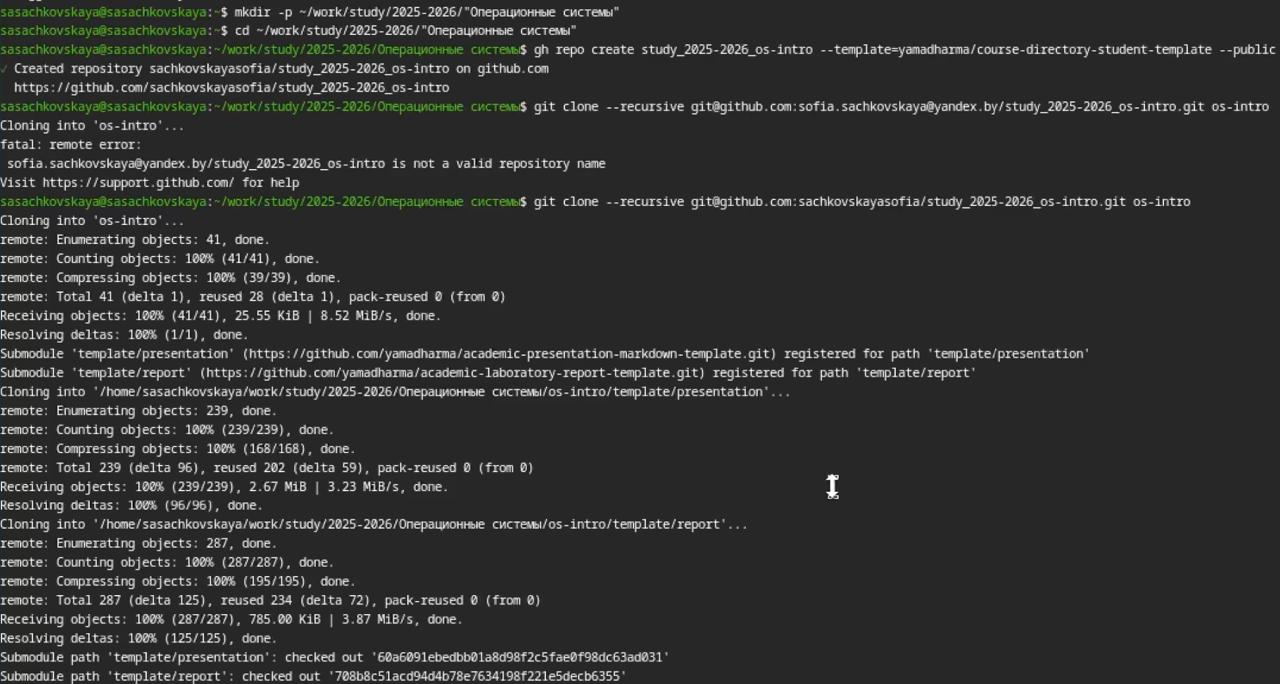 sasachkovskaya@sasachkovskaya:~$ mkdir -p ~/work/study/2025-2026/"Операционные системы"
sasachkovskaya@sasachkovskaya:~$ cd ~/work/study/2025-2026/"Операционные системы"
sasachkovskaya@sasachkovskaya:~/work/study/2025-2026/Операционные системы$ gh repo create study_2025-2026_os-intro --template=yamadharma/course-directory-student-template --public
✓ Created repository sachkovskayasofia/study_2025-2026_os-intro on github.com
  https://github.com/sachkovskayasofia/study_2025-2026_os-intro
sasachkovskaya@sasachkovskaya:~/work/study/2025-2026/Операционные системы$ git clone --recursive git@github.com:sofia.sachkovskaya@yandex.by/study_2025-2026_os-intro.git os-intro
Cloning into 'os-intro'...
fatal: remote error:
 sofia.sachkovskaya@yandex.by/study_2025-2026_os-intro is not a valid repository name
Visit https://support.github.com/ for help
sasachkovskaya@sasachkovskaya:~/work/study/2025-2026/Операционные системы$ git clone --recursive git@github.com:sachkovskayasofia/study_2025-2026_os-intro.git os-intro
Cloning into 'os-intro'...
remote: Enumerating objects: 41, done.
remote: Counting objects: 100% (41/41), done.
remote: Compressing objects: 100% (39/39), done.
remote: Total 41 (delta 1), reused 28 (delta 1), pack-reused 0 (from 0)
Receiving objects: 100% (41/41), 25.55 KiB | 8.52 MiB/s, done.
Resolving deltas: 100% (1/1), done.
Submodule 'template/presentation' (https://github.com/yamadharma/academic-presentation-markdown-template.git) registered for path 'template/presentation'
Submodule 'template/report' (https://github.com/yamadharma/academic-laboratory-report-template.git) registered for path 'template/report'
Cloning into '/home/sasachkovskaya/work/study/2025-2026/Операционные системы/os-intro/template/presentation'...
remote: Enumerating objects: 239, done.
remote: Counting objects: 100% (239/239), done.
remote: Compressing objects: 100% (168/168), done.
remote: Total 239 (delta 96), reused 202 (delta 59), pack-reused 0 (from 0)
Receiving objects: 100% (239/239), 2.67 MiB | 3.23 MiB/s, done.
Resolving deltas: 100% (96/96), done.
Cloning into '/home/sasachkovskaya/work/study/2025-2026/Операционные системы/os-intro/template/report'...
remote: Enumerating objects: 287, done.
remote: Counting objects: 100% (287/287), done.
remote: Compressing objects: 100% (195/195), done.
remote: Total 287 (delta 125), reused 234 (delta 72), pack-reused 0 (from 0)
Receiving objects: 100% (287/287), 785.00 KiB | 3.87 MiB/s, done.
Resolving deltas: 100% (125/125), done.
Submodule path 'template/presentation': checked out '60a6091ebedbb01a8d98f2c5fae0f98dc63ad031'
Submodule path 'template/report': checked out '708b8c51acd94d4b78e7634198f221e5decb6355'